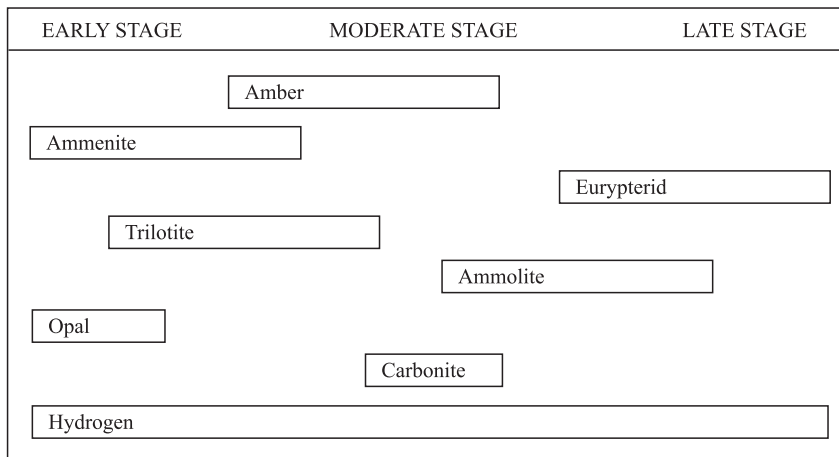 EARLY STAGE MODERATE STAGE LATE STAGE
Amber
Ammenite
Eurypterid
Trilotite
Ammolite
Opal
Carbonite
Hydrogen